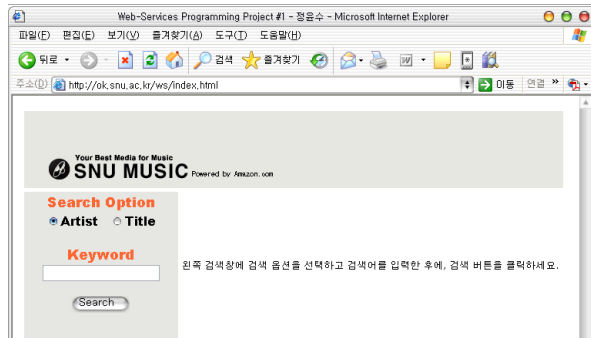 Web-Services Programming Project #1 - 정윤수 - Microsoft Internet Explorer
파일(F) 편집(E) 보기(V) 즐겨찾기(A) 도구(T) 도움말(H)
뒤로 검색 즐겨찾기
주소(D) http://ok.snu.ac.kr/ws/index.html 이동 연결 »
Your Best Media for Music
SNU MUSIC Powered by Amazon.com
Search Option
Artist Title
Keyword
왼쪽 검색창에 검색 옵션을 선택하고 검색어를 입력한 후에, 검색 버튼을 클릭하세요.
Search